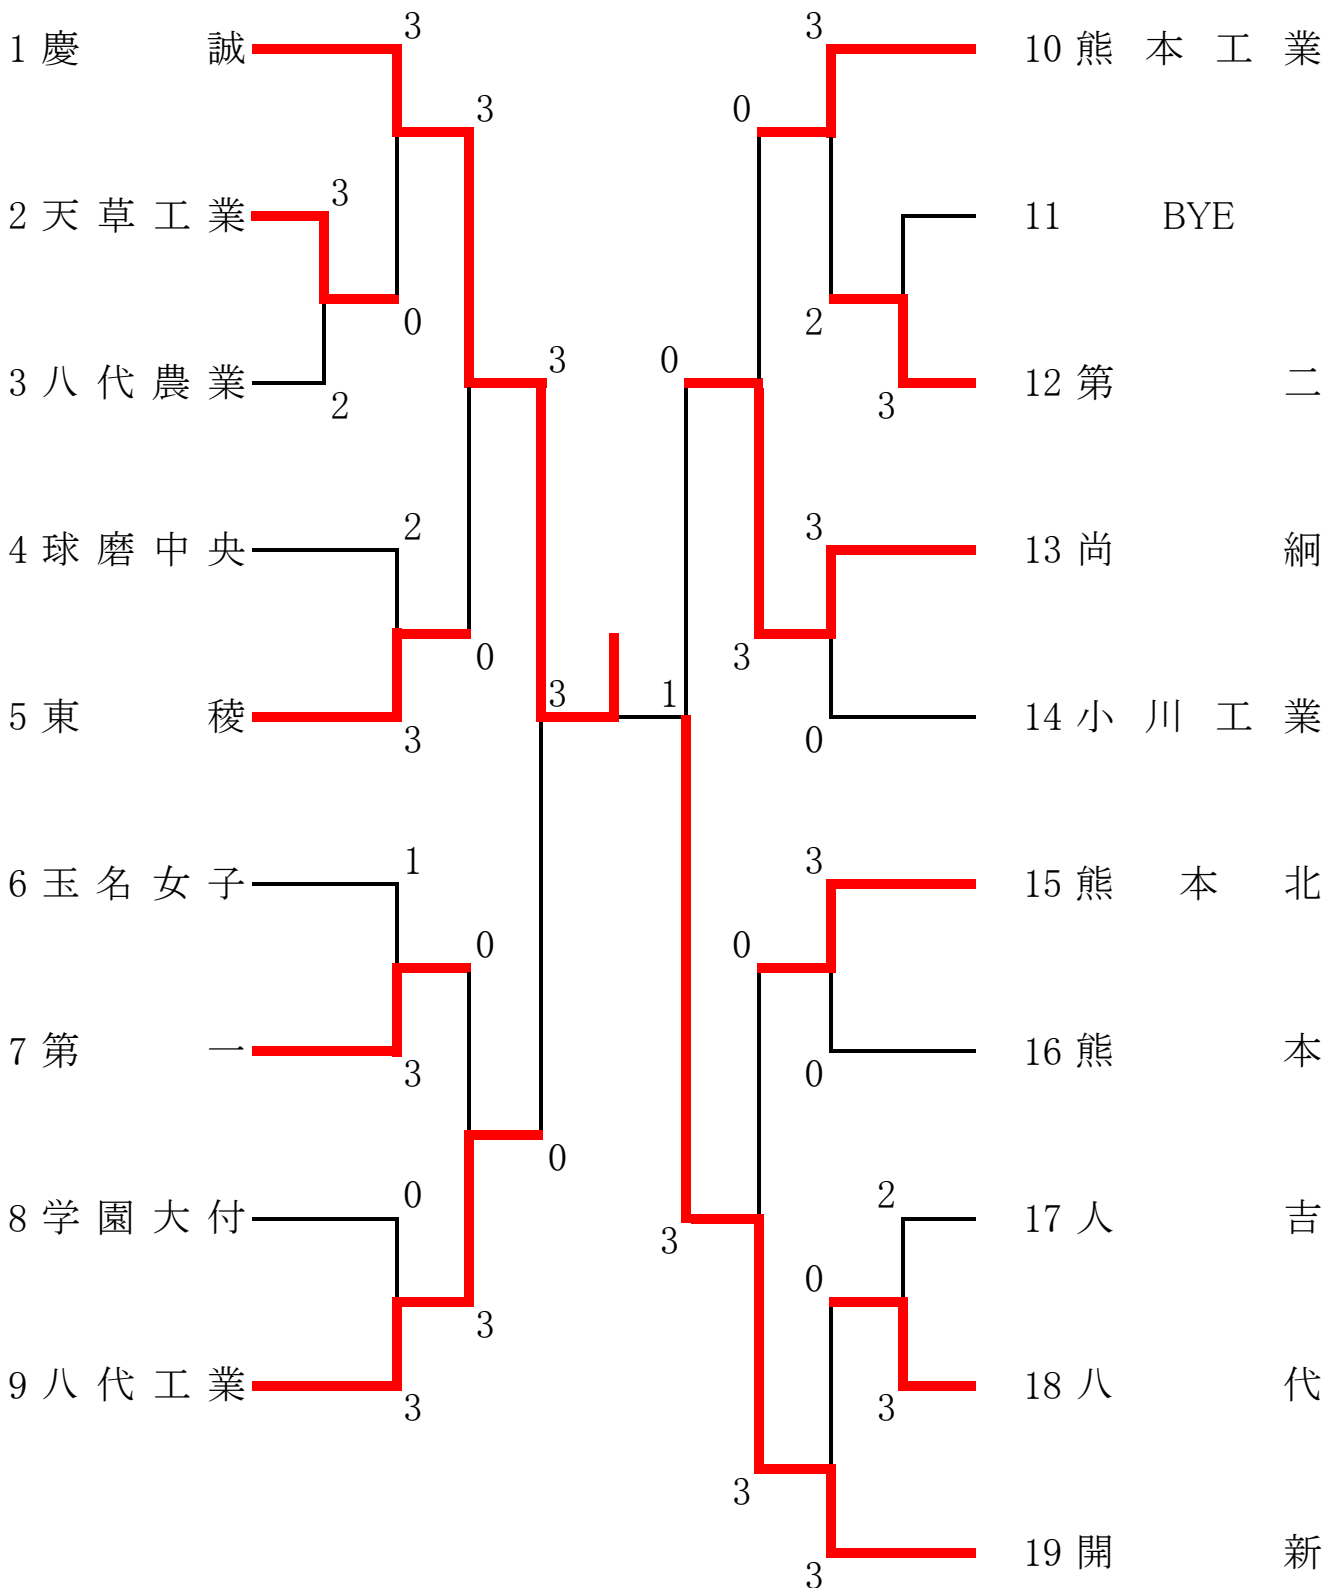 3
3
1 慶 誠
10 熊 本 工 業
3
0
3
2 天 草 工 業
11 BYE
0
2
3
0
3 八 代 農 業
12 第 二
2
3
2
3
4 球 磨 中 央
13 尚 絅
0
3
3
1
5 東 稜
14 小 川 工 業
3
0
1
3
6 玉 名 女 子
15 熊 本 北
0
0
7 第 一
16 熊 本
3
0
0
0
2
8 学 園 大 付
17 人 吉
3
0
3
9 八 代 工 業
18 八 代
3
3
3
19 開 新
3